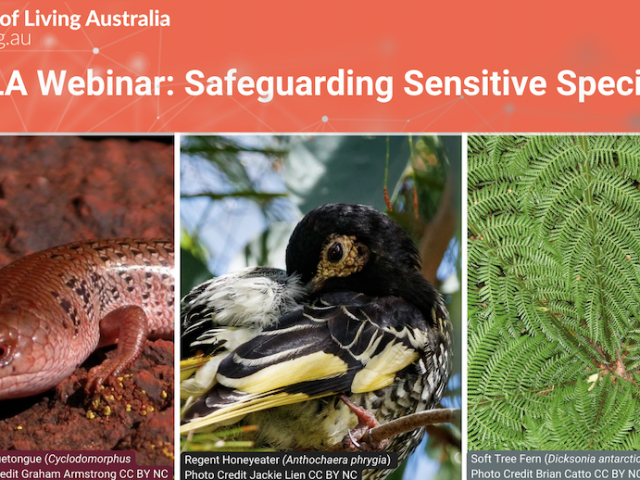 of Living Australia
g.au
LA Webinar: Safeguarding Sensitive Speci
uetongue (Cyclodomorphus
edit Graham Armstrong CC BY NC
Regent Honeyeater (Anthochaera phrygia)
Photo Credit Jackie Lien CC BY NC
Soft Tree Fern (Dicksonia antarctic
Photo Credit Brian Catto CC BY NC